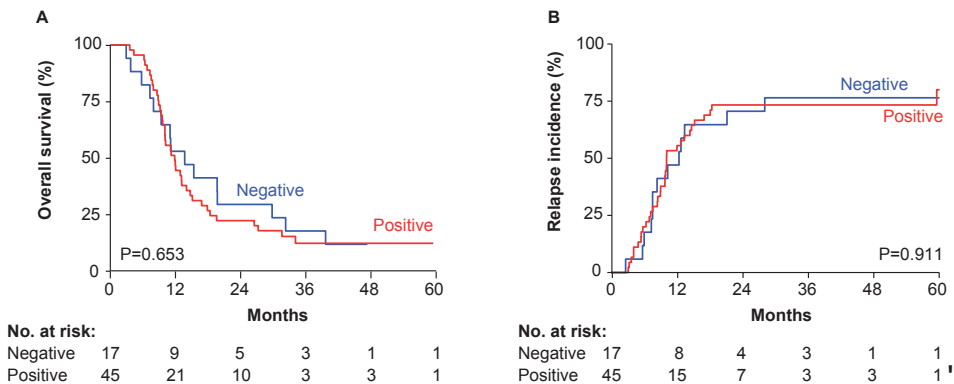 A
Overall survival (%)
100
75
50
25
0
Negative
Positive
P=0.653
0 12 24 36 48 60
Months
No. at risk:
Negative 17 9 5 3 1 1
Positive 45 21 10 3 3 1
B
Relapse incidence (%)
100
75
50
25
0
Negative
Positive
P=0.911
0 12 24 36 48 60
Months
No. at risk:
Negative 17 8 4 3 1 1
Positive 45 15 7 3 3 1'